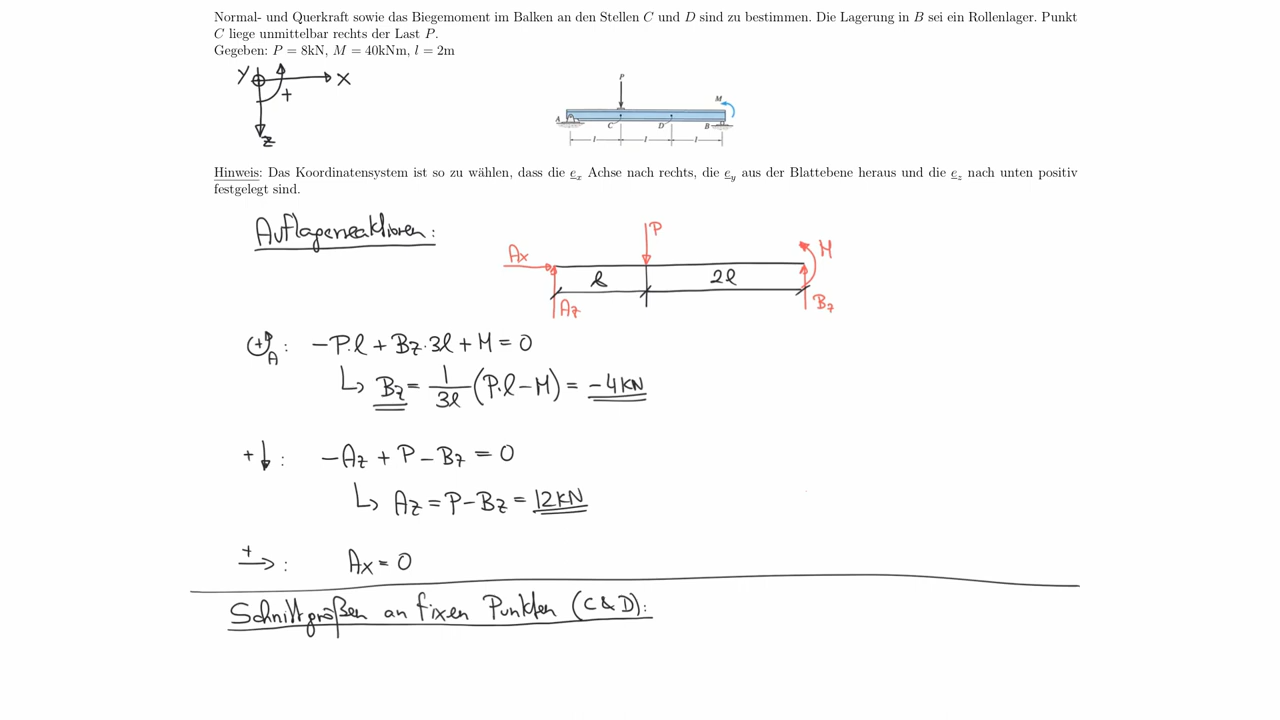 Normal- und Querkraft sowie das Biegemoment im Balken an den Stellen C und D sind zu bestimmen. Die Lagerung in B sei ein Rollenlager. Punkt
C liege unmittelbar rechts der Last P.
Gegeben: P = 8kN, M = 40kNm, l = 2m
Y X
+
Z
P
M
A C D B
l l l
Hinweis: Das Koordinatensystem ist so zu wählen, dass die e_x Achse nach rechts, die e_y aus der Blattebene heraus und die e_z nach unten positiv
festgelegt sind.
Auflagerreaktionen:
P
Ax M
l 2l
Az Bz
+ A : -P·l + Bz·3l + M = 0
↳ Bz = 1/3l (P·l - M) = -4kN
+↓ : -Az + P - Bz = 0
↳ Az = P - Bz = 12kN
+→ : Ax = 0
Schnittgrößen an fixen Punkten (C & D):